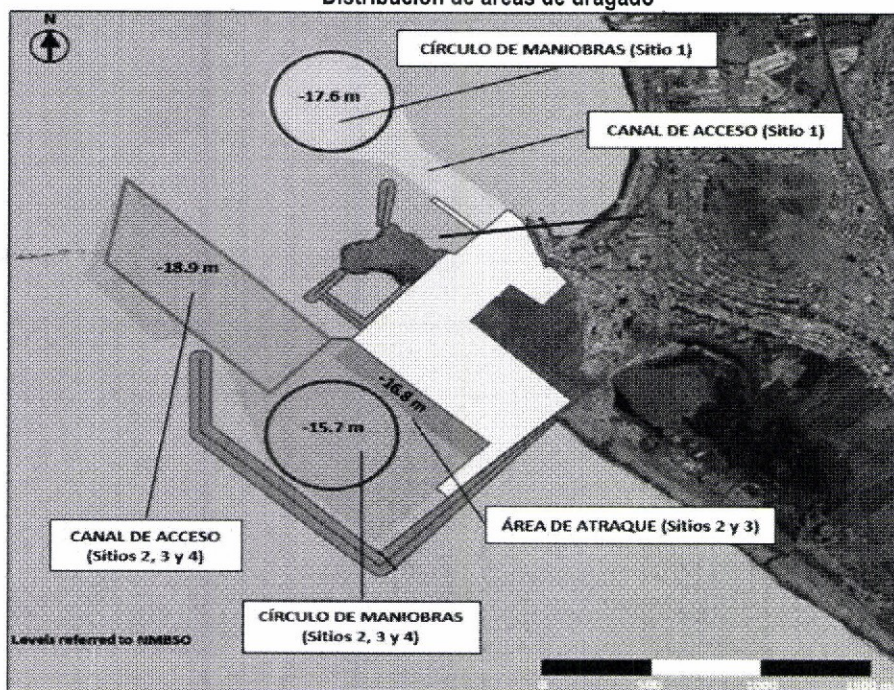 Distribución de áreas de dragado
N
CÍRCULO DE MANIOBRAS (Sitio 1)
-17.6 m
CANAL DE ACCESO (Sitio 1)
-18.9 m
-16.8 m
-15.7 m
ÁREA DE ATRAQUE (Sitios 2 y 3)
CANAL DE ACCESO
(Sitios 2, 3 y 4)
CÍRCULO DE MANIOBRAS
(Sitios 2, 3 y 4)
Levels referred to NMBSO
0